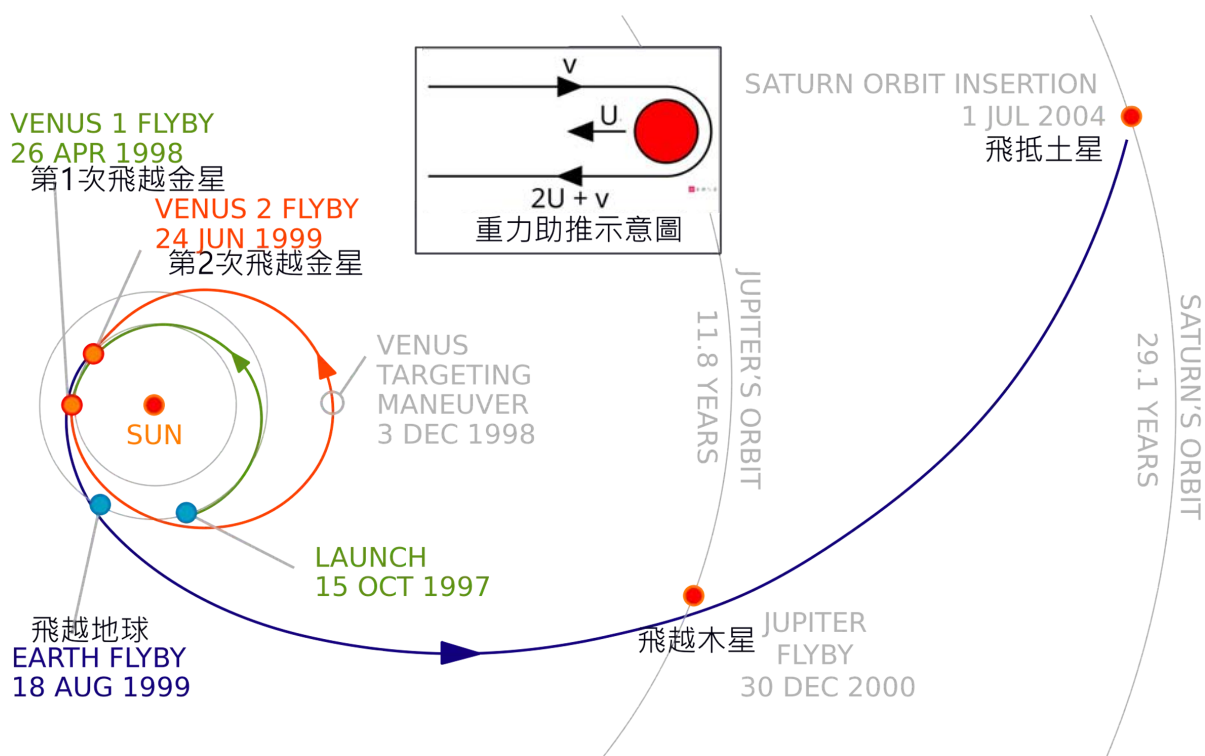 v
U
2U + v
重力助推示意圖
SATURN ORBIT INSERTION
1 JUL 2004
飛抵土星
VENUS 1 FLYBY
26 APR 1998
第1次飛越金星
VENUS 2 FLYBY
24 JUN 1999
第2次飛越金星
VENUS
TARGETING
MANEUVER
3 DEC 1998
JUPITER'S ORBIT
11.8 YEARS
SATURN'S ORBIT
29.1 YEARS
SUN
LAUNCH
15 OCT 1997
飛越地球
EARTH FLYBY
18 AUG 1999
飛越木星
JUPITER
FLYBY
30 DEC 2000